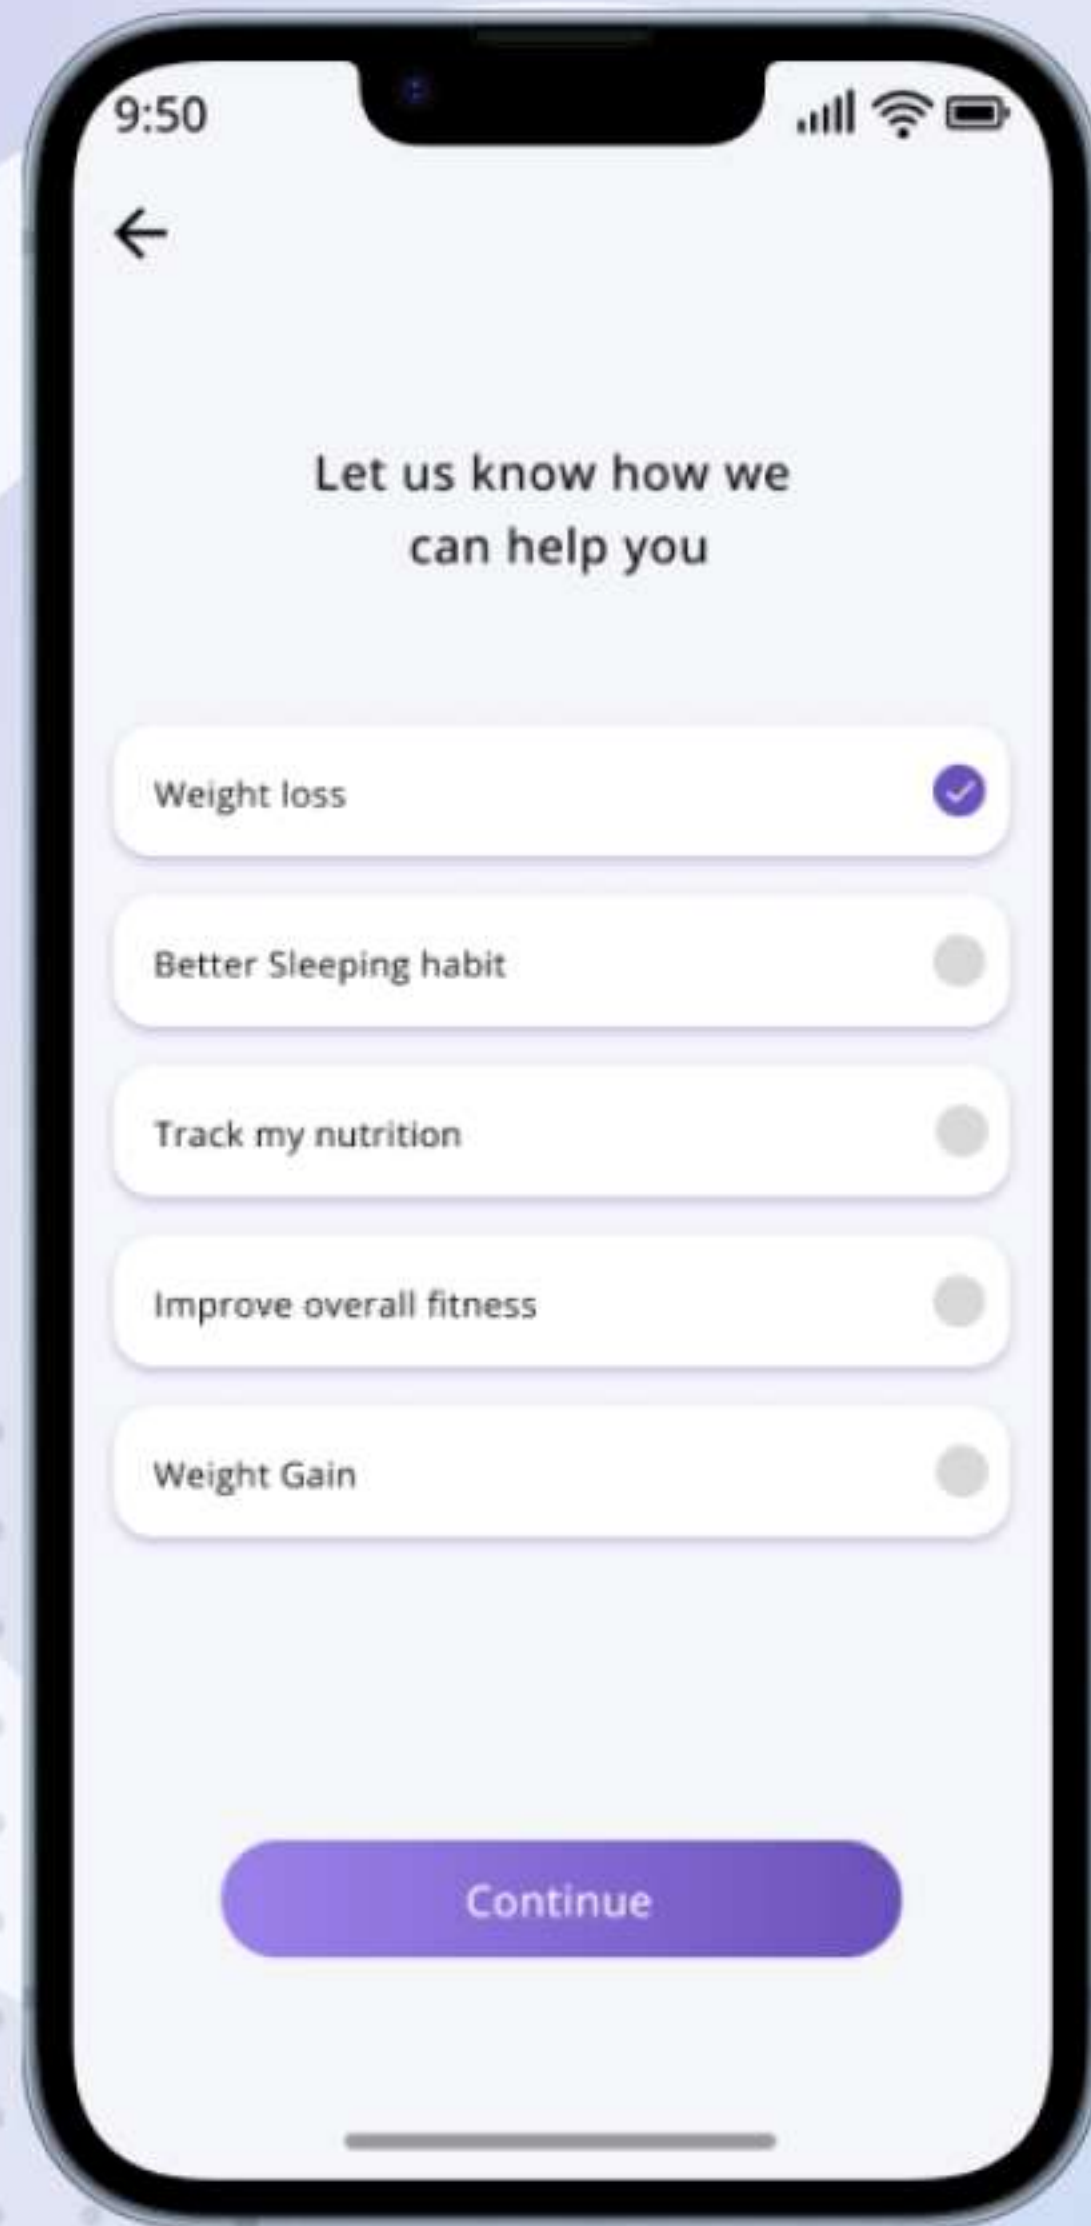 9:50
Let us know how we
can help you
Weight loss
Better Sleeping habit
Track my nutrition
Improve overall fitness
Weight Gain
Continue